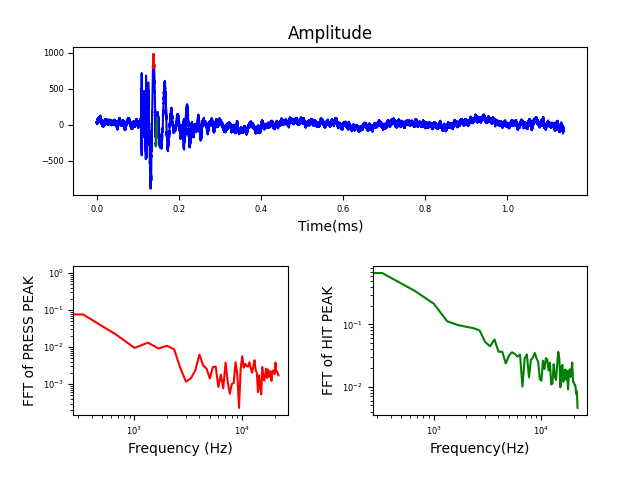 Amplitude
1000
500
0
−500
0.0 0.2 0.4 0.6 0.8 1.0
Time(ms)
FFT of PRESS PEAK
10⁰
10⁻¹
10⁻²
10⁻³
10³ 10⁴
Frequency (Hz)
FFT of HIT PEAK
10⁻¹
10⁻²
10³ 10⁴
Frequency(Hz)